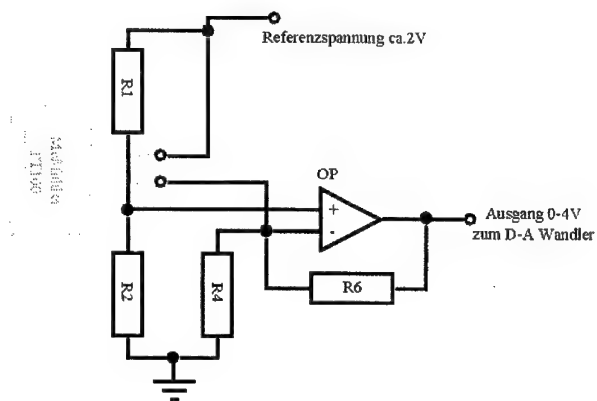 Referenzspannung ca.2V
R1
OP
+
-
Ausgang 0-4V
zum D-A Wandler
R2
R4
R6